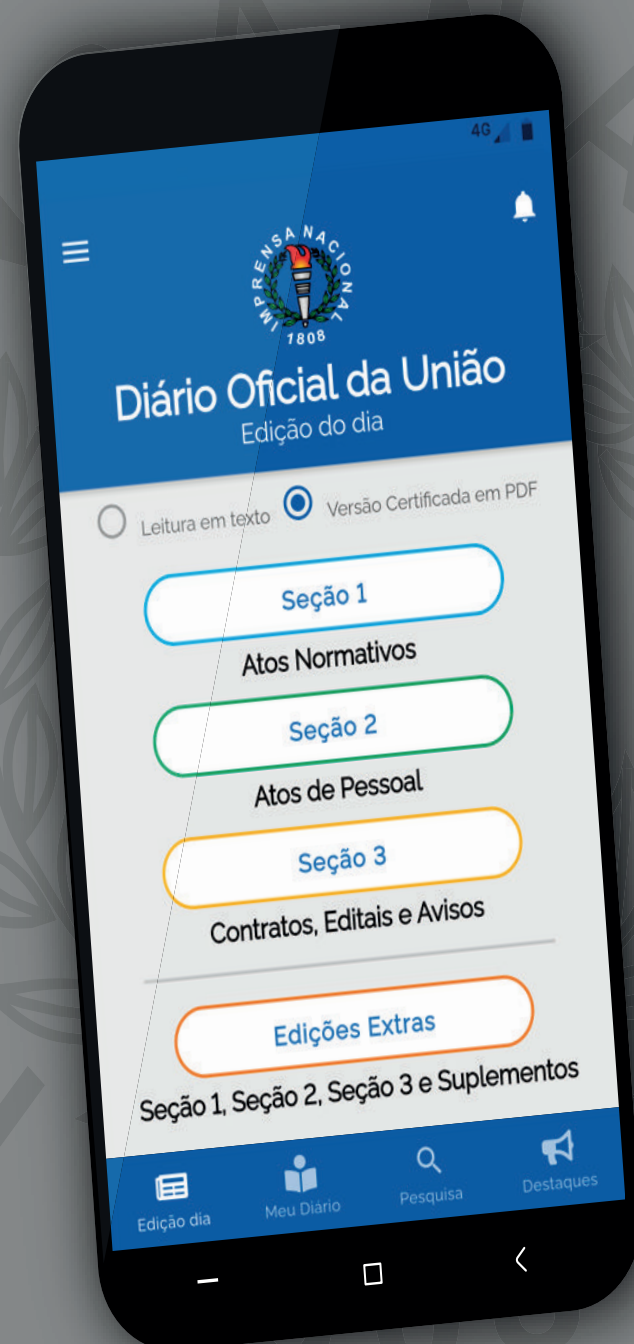 4G
IMPRENSA NACIONAL
1808
Diário Oficial da União
Edição do dia
Leitura em texto Versão Certificada em PDF
Seção 1
Atos Normativos
Seção 2
Atos de Pessoal
Seção 3
Contratos, Editais e Avisos
Edições Extras
Seção 1, Seção 2, Seção 3 e Suplementos
Edição dia Meu Diário Pesquisa Destaques